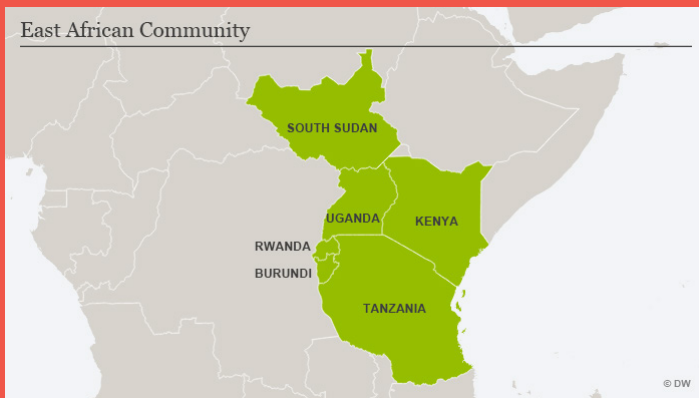 East African Community
SOUTH SUDAN
UGANDA
KENYA
RWANDA
BURUNDI
TANZANIA
© DW